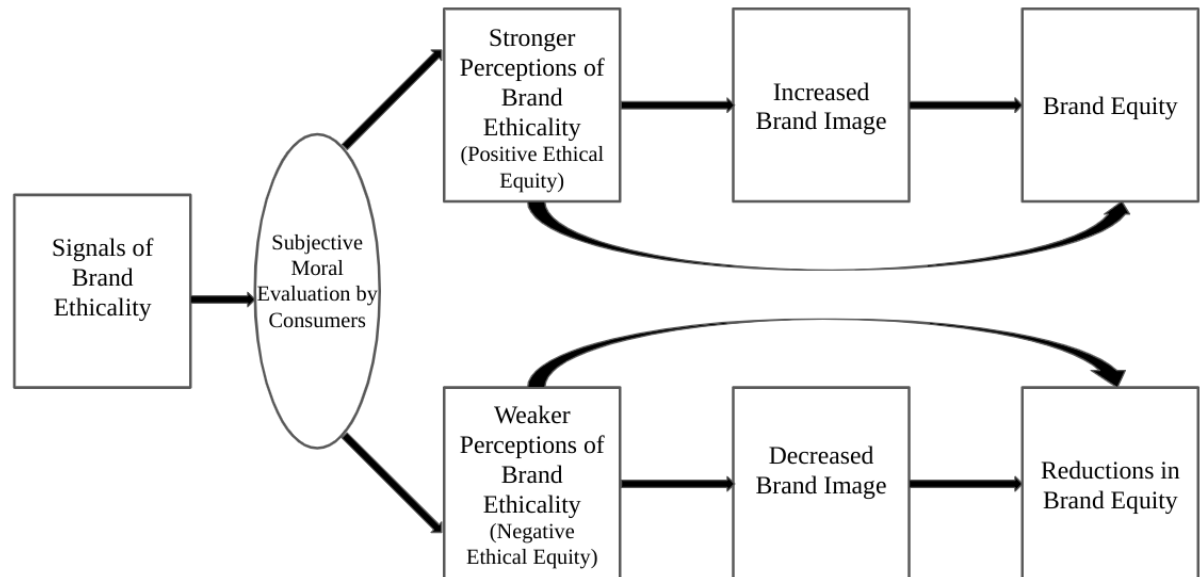 Signals of
Brand
Ethicality
Subjective
Moral
Evaluation by
Consumers
Stronger
Perceptions of
Brand
Ethicality
(Positive Ethical
Equity)
Increased
Brand Image
Brand Equity
Weaker
Perceptions of
Brand
Ethicality
(Negative
Ethical Equity)
Decreased
Brand Image
Reductions in
Brand Equity